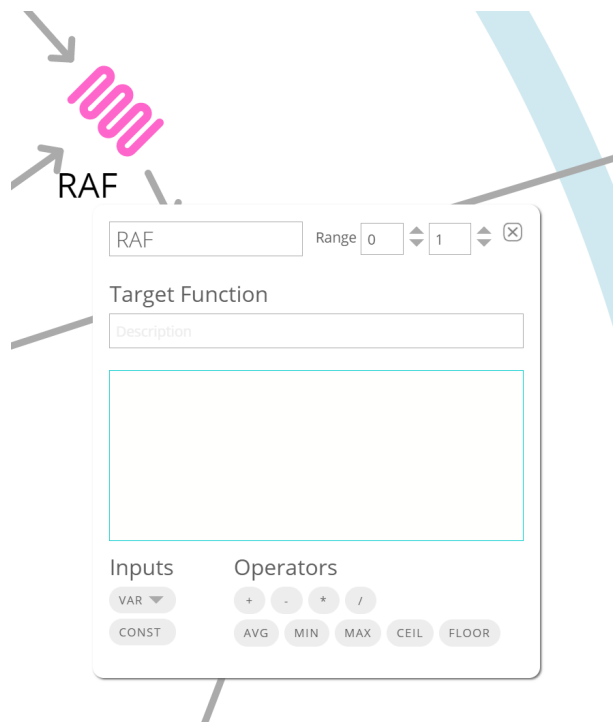 RAF
RAF Range 0 1
Target Function
Description
Inputs Operators
VAR + - * /
CONST AVG MIN MAX CEIL FLOOR